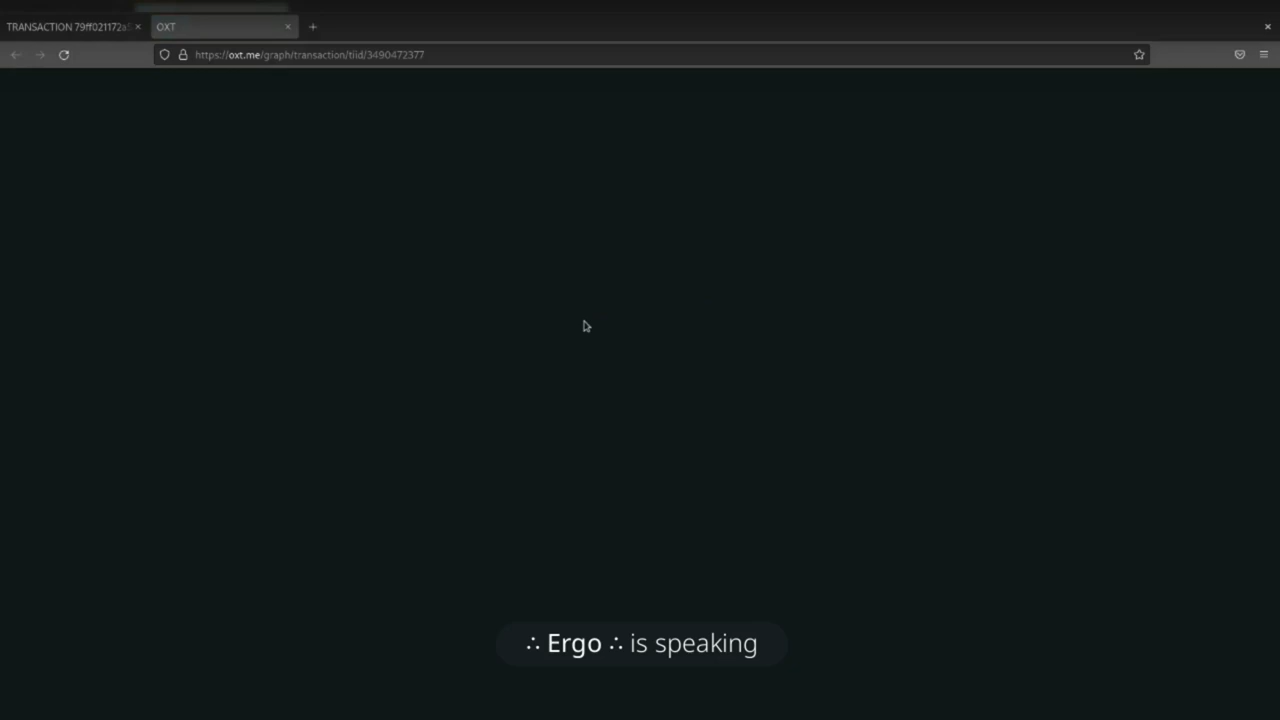 TRANSACTION 79ff021172a
OXT
https://oxt.me/graph/transaction/tiid/3490472377
∴ Ergo ∴ is speaking